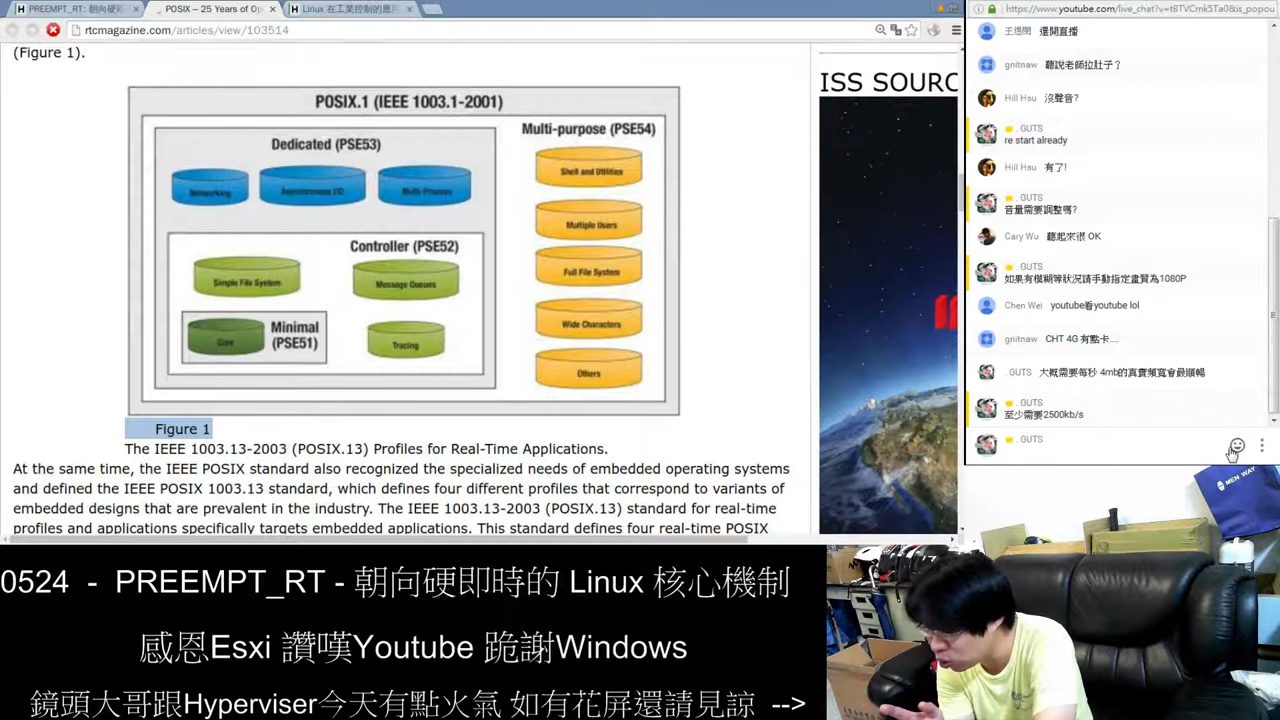 PREEMPT_RT: 朝向硬即時
POSIX – 25 Years of Op
Linux 在工業控制的應用
rtcmagazine.com/articles/view/103514
https://www.youtube.com/live_chat?v=t8TVCmk5Ta0&is_popou
(Figure 1).
POSIX.1 (IEEE 1003.1-2001)
Dedicated (PSE53)
Networking
Asynchronous I/O
Multi-Process
Controller (PSE52)
Simple File System
Message Queues
Minimal
(PSE51)
Core
Tracing
Multi-purpose (PSE54)
Shell and Utilities
Multiple Users
Full File System
Wide Characters
Others
Figure 1
The IEEE 1003.13-2003 (POSIX.13) Profiles for Real-Time Applications.
At the same time, the IEEE POSIX standard also recognized the specialized needs of embedded operating systems
and defined the IEEE POSIX 1003.13 standard, which defines four different profiles that correspond to variants of
embedded designs that are prevalent in the industry. The IEEE 1003.13-2003 (POSIX.13) standard for real-time
profiles and applications specifically targets embedded applications. This standard defines four real-time POSIX
ISS SOURC
王煜閔 還開直播
gnitnaw 聽說老師拉肚子？
Hill Hsu 沒聲音?
. GUTS
re start already
Hill Hsu 有了!
. GUTS
音量需要調整嗎?
Cary Wu 聽起來很 OK
. GUTS
如果有模糊等狀況請手動指定畫質為1080P
Chen Wei youtube看youtube lol
gnitnaw CHT 4G 有點卡....
. GUTS 大概需要每秒 4mb的真實頻寬會最順暢
. GUTS
至少需要2500kb/s
. GUTS
MEN WAY
0524 - PREEMPT_RT - 朝向硬即時的 Linux 核心機制
感恩Esxi 讚嘆Youtube 跪謝Windows
鏡頭大哥跟Hyperviser今天有點火氣 如有花屏還請見諒 -->